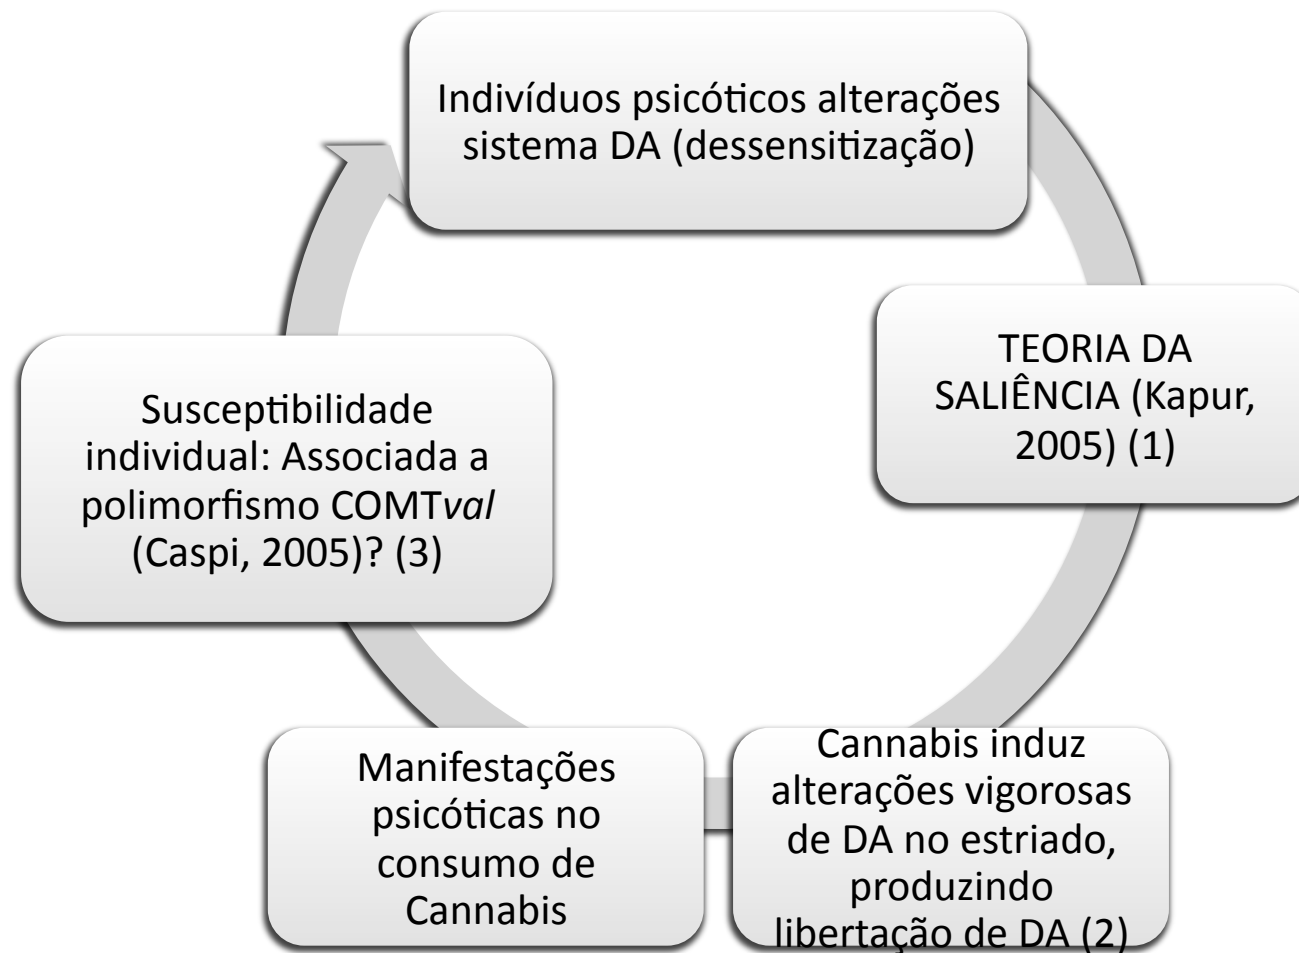 Indivíduos psicóticos alterações
sistema DA (dessensitização)
TEORIA DA
SALIÊNCIA (Kapur,
2005) (1)
Cannabis induz
alterações vigorosas
de DA no estriado,
produzindo
libertação de DA (2)
Manifestações
psicóticas no
consumo de
Cannabis
Susceptibilidade
individual: Associada a
polimorfismo COMTval
(Caspi, 2005)? (3)